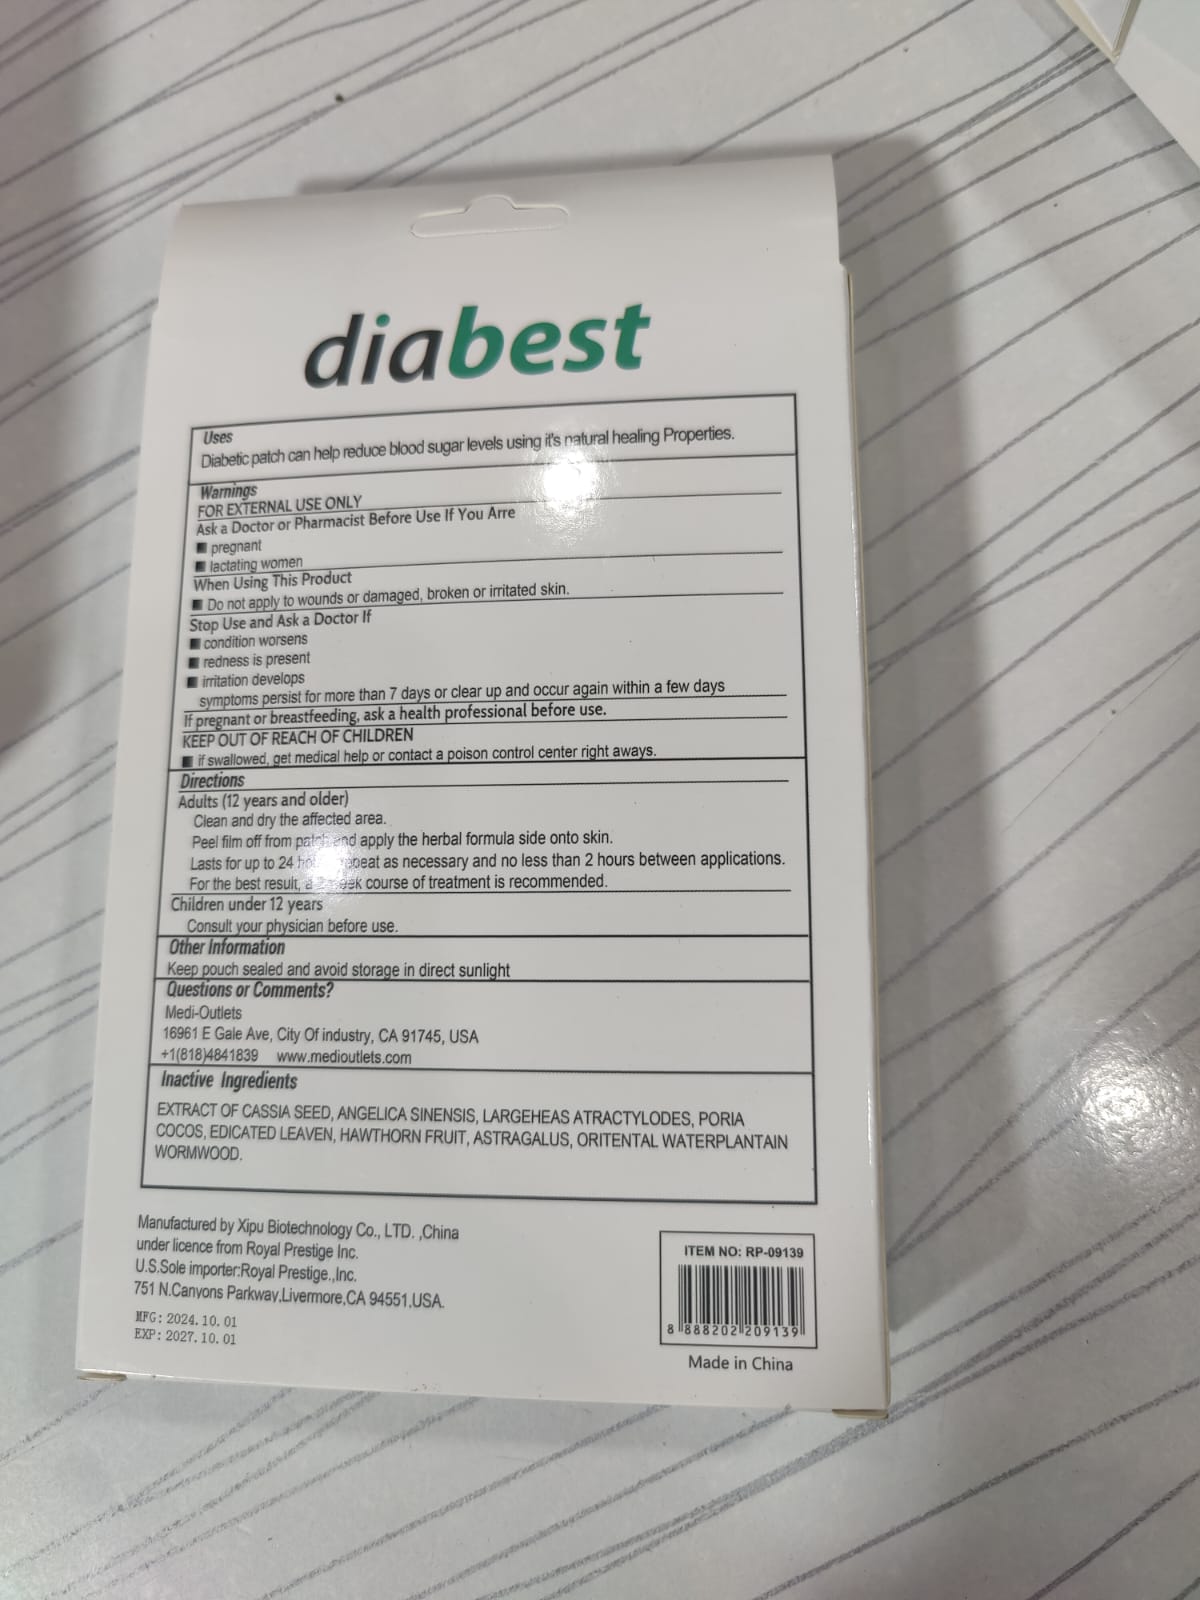 diabest
Uses
Diabetic patch can help reduce blood sugar levels using it's natural healing Properties.
Warnings
FOR EXTERNAL USE ONLY
Ask a Doctor or Pharmacist Before Use If You Arre
■ pregnant
■ lactating women
When Using This Product
■ Do not apply to wounds or damaged, broken or irritated skin.
Stop Use and Ask a Doctor If
■ condition worsens
■ redness is present
■ irritation develops
symptoms persist for more than 7 days or clear up and occur again within a few days
If pregnant or breastfeeding, ask a health professional before use.
KEEP OUT OF REACH OF CHILDREN
■ if swallowed, get medical help or contact a poison control center right aways.
Directions
Adults (12 years and older)
Clean and dry the affected area.
Peel film off from patch and apply the herbal formula side onto skin.
Lasts for up to 24 repeat as necessary and no less than 2 hours between applications.
For the best result, course of treatment is recommended.
Children under 12 years
Consult your physician before use.
Other Information
Keep pouch sealed and avoid storage in direct sunlight
Questions or Comments?
Medi-Outlets
16961 E Gale Ave, City Of industry, CA 91745, USA
+1(818)4841839 www.medioutlets.com
Inactive Ingredients
EXTRACT OF CASSIA SEED, ANGELICA SINENSIS, LARGEHEAS ATRACTYLODES, PORIA
COCOS, EDICATED LEAVEN, HAWTHORN FRUIT, ASTRAGALUS, ORITENTAL WATERPLANTAIN
WORMWOOD.
Manufactured by Xipu Biotechnology Co., LTD. ,China
under licence from Royal Prestige Inc.
U.S.Sole importer:Royal Prestige.,Inc.
751 N.Canyons Parkway,Livermore,CA 94551,USA.
MFG: 2024.10.01
EXP: 2027.10.01
ITEM NO: RP-09139
8 888202 209139
Made in China